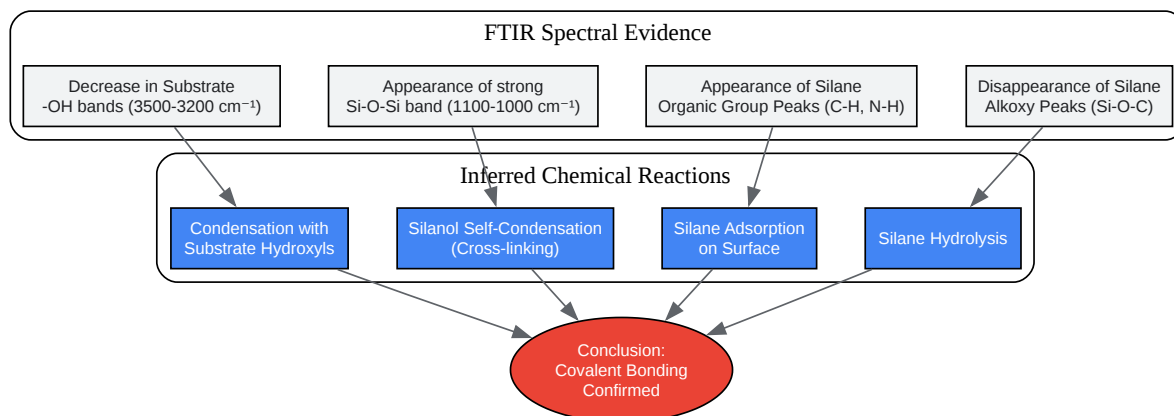 FTIR Spectral Evidence
Decrease in Substrate
-OH bands (3500-3200 cm⁻¹)
Appearance of strong
Si-O-Si band (1100-1000 cm⁻¹)
Appearance of Silane
Organic Group Peaks (C-H, N-H)
Disappearance of Silane
Alkoxy Peaks (Si-O-C)
Inferred Chemical Reactions
Condensation with
Substrate Hydroxyls
Silanol Self-Condensation
(Cross-linking)
Silane Adsorption
on Surface
Silane Hydrolysis
Conclusion:
Covalent Bonding
Confirmed